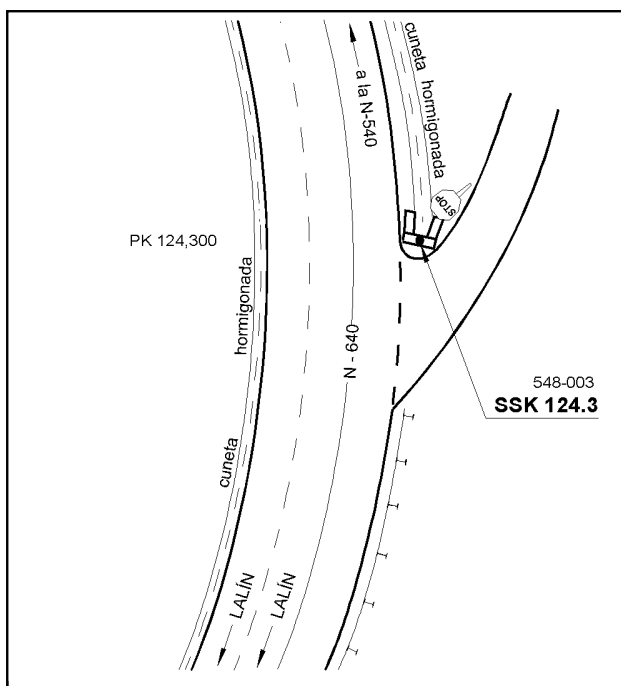 cuneta hormigonada
a la N-540
STOP
PK 124,300
hormigonada
N - 640
548-003
SSK 124.3
cuneta
LALÍN
LALÍN